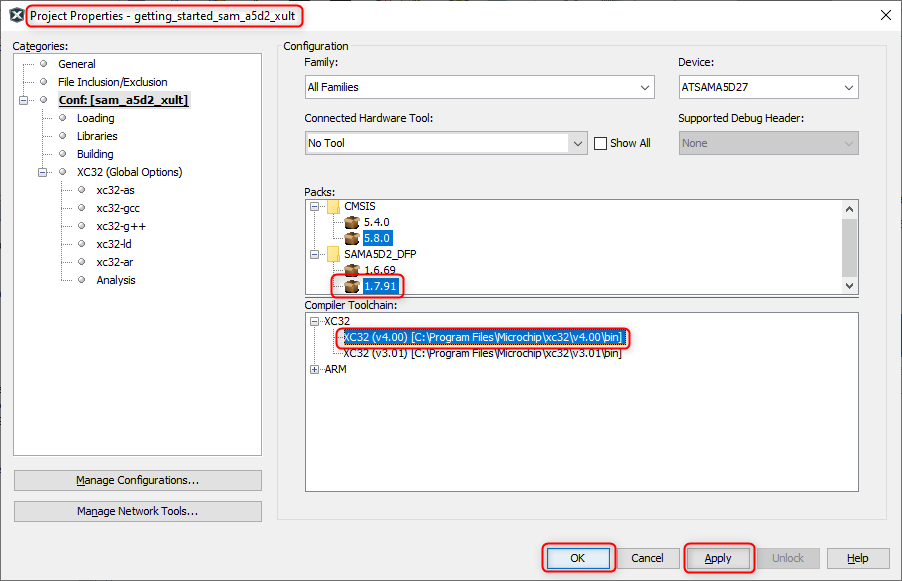 Project Properties - getting_started_sam_a5d2_xult
Categories:
General
File Inclusion/Exclusion
Conf: [sam_a5d2_xult]
Loading
Libraries
Building
XC32 (Global Options)
xc32-as
xc32-gcc
xc32-g++
xc32-ld
xc32-ar
Analysis
Manage Configurations...
Manage Network Tools...
Configuration
Family:
Device:
All Families
ATSAMA5D27
Connected Hardware Tool:
Supported Debug Header:
No Tool
Show All
None
Packs:
CMSIS
5.4.0
5.8.0
SAMA5D2_DFP
1.6.69
1.7.91
Compiler Toolchain:
XC32
XC32 (v4.00) [C:\Program Files\Microchip\xc32\v4.00\bin]
XC32 (v3.01) [C:\Program Files\Microchip\xc32\v3.01\bin]
ARM
OK
Cancel
Apply
Unlock
Help